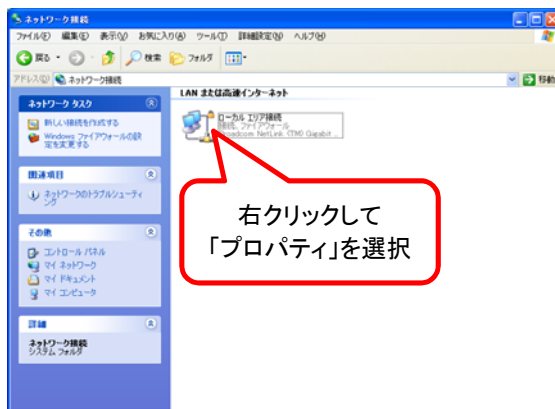 ネットワーク接続
ファイル(F) 編集(E) 表示(V) お気に入り(A) ツール(T) 詳細設定(N) ヘルプ(H)
戻る 検索 フォルダ
アドレス(D) ネットワーク接続 移動
ネットワーク タスク
新しい接続を作成する
Windows ファイアウォールの設
定を変更する
関連項目
ネットワークのトラブルシューティ
ング
その他
コントロール パネル
マイ ネットワーク
マイ ドキュメント
マイ コンピュータ
詳細
ネットワーク接続
システム フォルダ
LAN または高速インターネット
ローカル エリア接続
接続, ファイアウォール
Broadcom NetLink (TM) Gigabit ...
右クリックして
「プロパティ」を選択